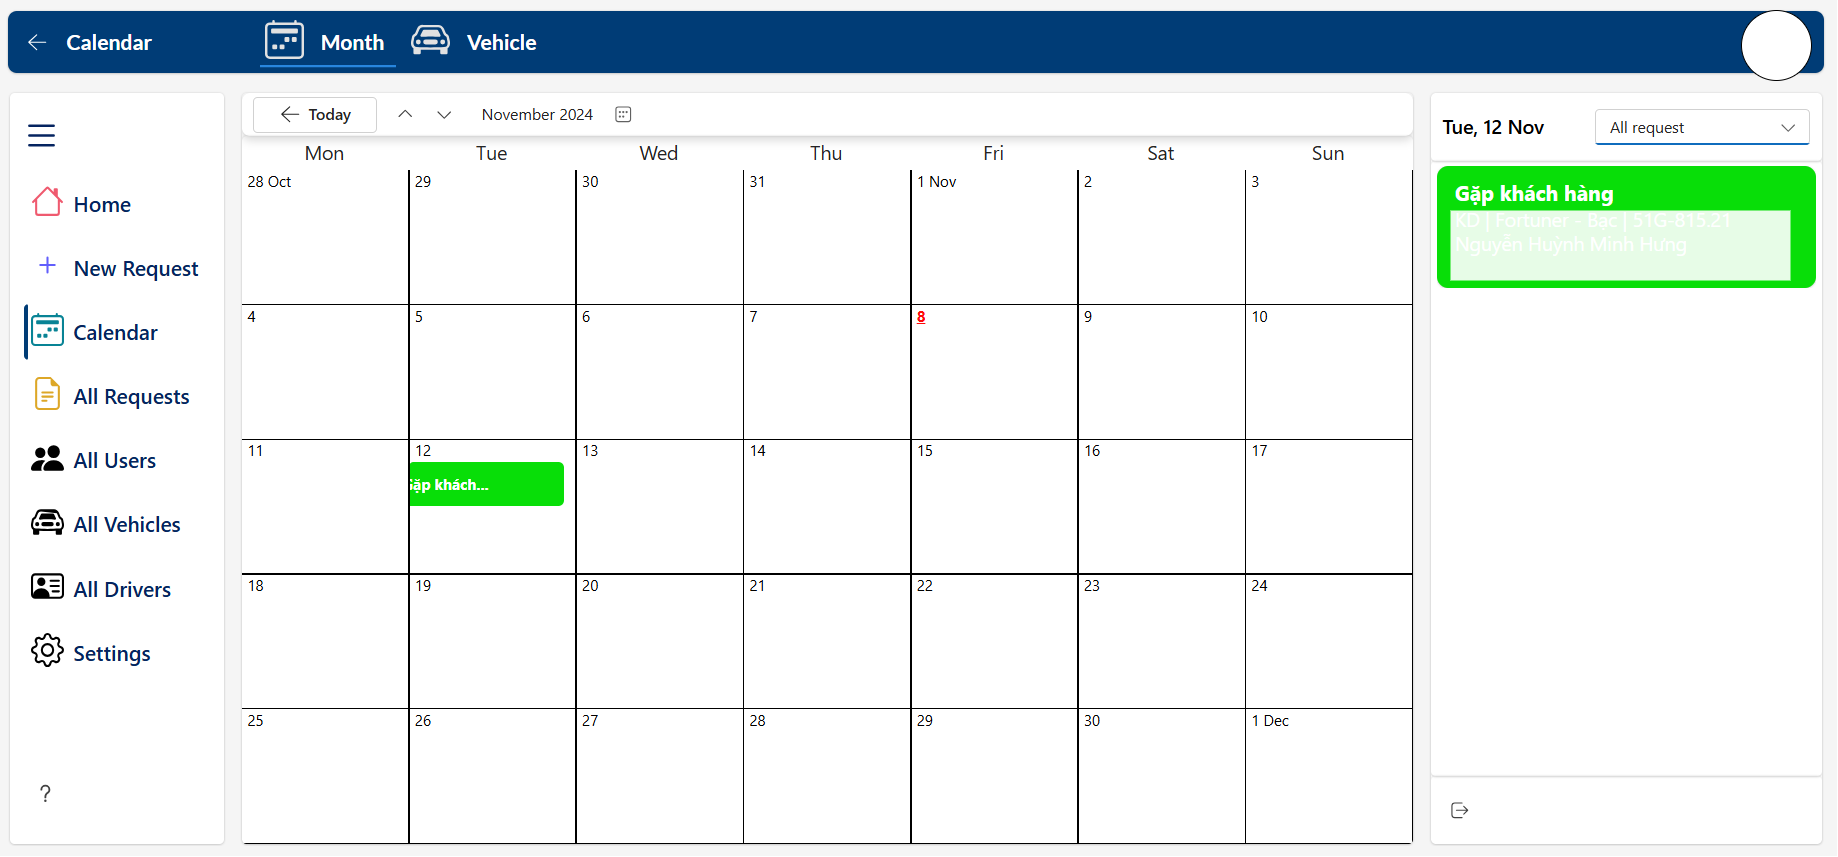 Calendar
Month
Vehicle
Home
New Request
Calendar
All Requests
All Users
All Vehicles
All Drivers
Settings
?
Today
November 2024
Mon Tue Wed Thu Fri Sat Sun
28 Oct 29 30 31 1 Nov 2 3
4 5 6 7 8 9 10
11 12 13 14 15 16 17
Gặp khách...
18 19 20 21 22 23 24
25 26 27 28 29 30 1 Dec
Tue, 12 Nov
All request
Gặp khách hàng
KD | Fortuner - Bạc | 51G-815.21
Nguyễn Huỳnh Minh Hưng